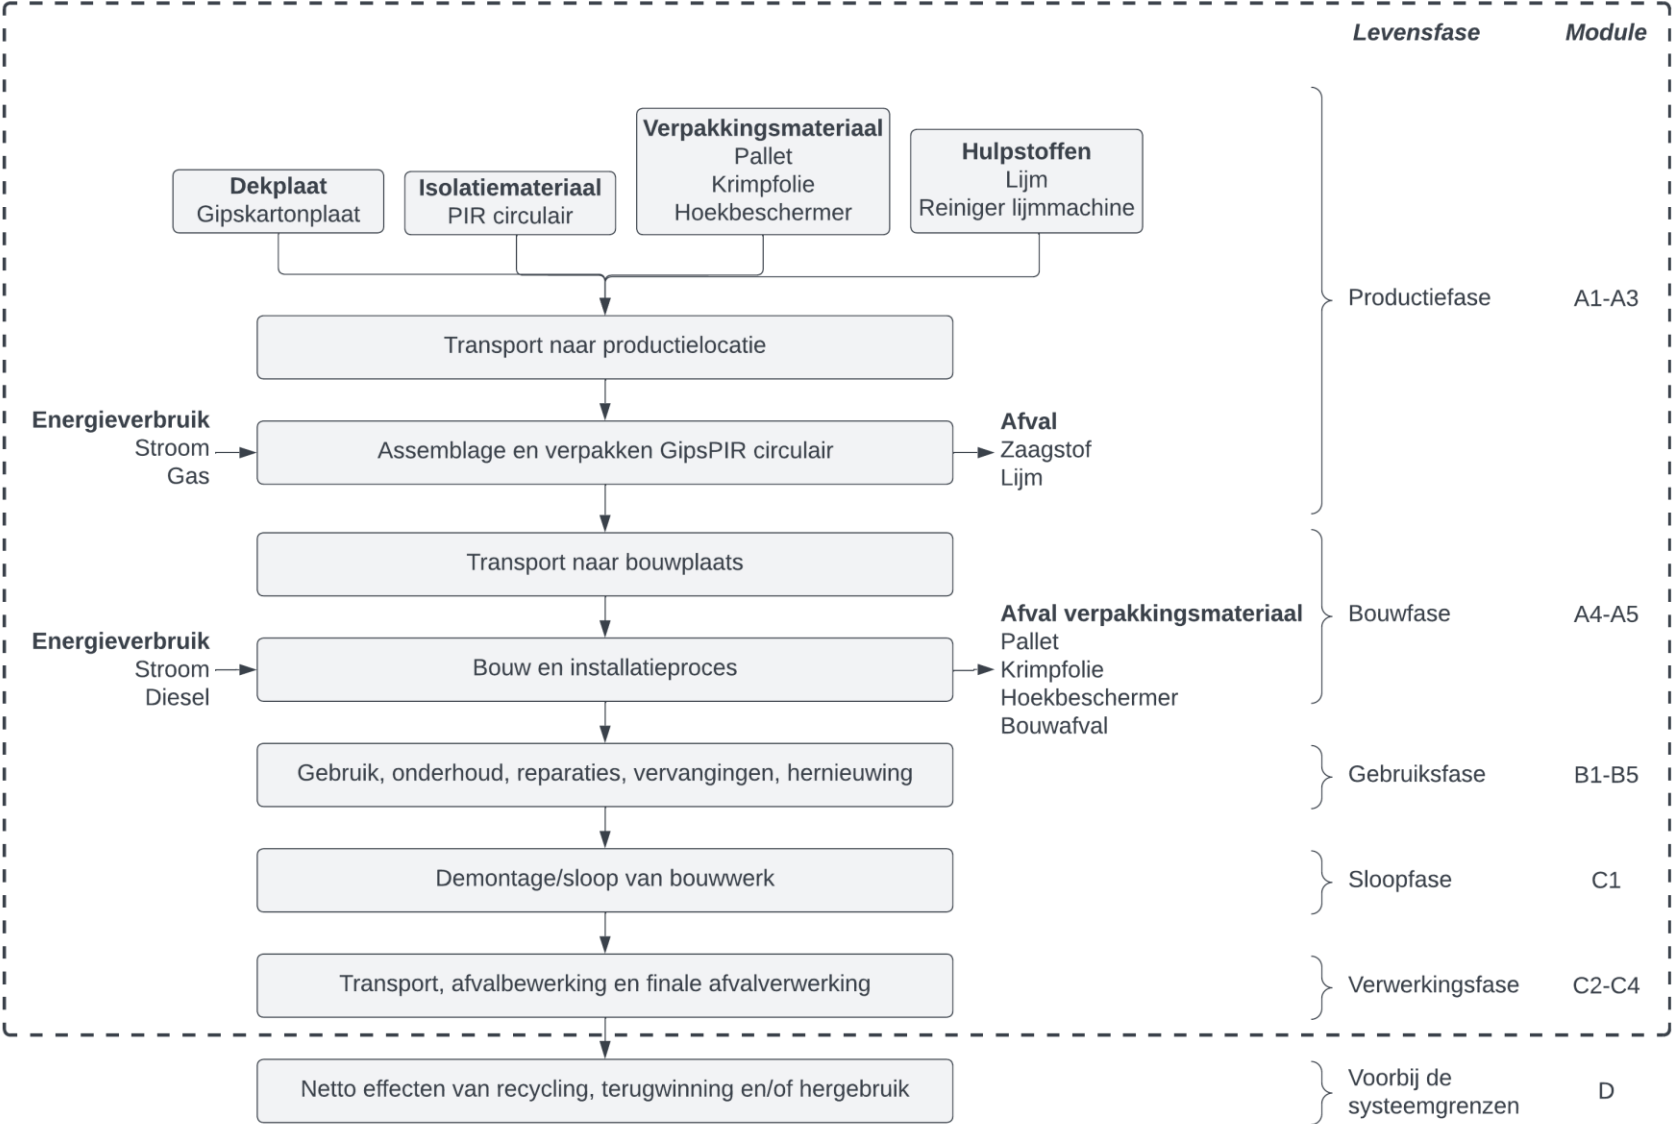 Levensfase Module
Verpakkingsmateriaal
Pallet
Krimpfolie
Hoekbeschermer
Hulpstoffen
Lijm
Reiniger lijmmachine
Dekplaat
Gipskartonplaat
Isolatiemateriaal
PIR circulair
Productiefase A1-A3
Transport naar productielocatie
Energieverbruik
Stroom
Gas
Assemblage en verpakken GipsPIR circulair
Afval
Zaagstof
Lijm
Transport naar bouwplaats
Afval verpakkingsmateriaal
Pallet
Krimpfolie
Hoekbeschermer
Bouwafval
Bouwfase A4-A5
Energieverbruik
Stroom
Diesel
Bouw en installatieproces
Gebruik, onderhoud, reparaties, vervangingen, hernieuwing
Gebruiksfase B1-B5
Demontage/sloop van bouwwerk
Sloopfase C1
Transport, afvalbewerking en finale afvalverwerking
Verwerkingsfase C2-C4
Netto effecten van recycling, terugwinning en/of hergebruik
Voorbij de
systeemgrenzen
D